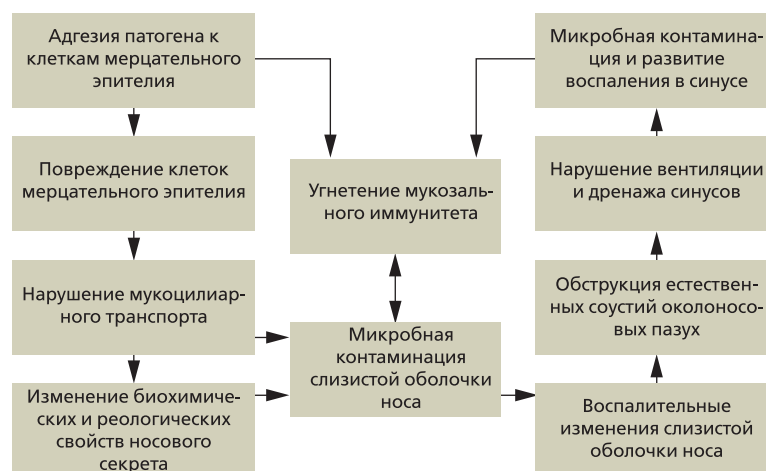 Адгезия патогена к
клеткам мерцательного
эпителия
Повреждение клеток
мерцательного эпителия
Нарушение мукоцилиар-
ного транспорта
Изменение биохимиче-
ских и реологических
свойств носового
секрета
Угнетение мукозаль-
ного иммунитета
Микробная
контаминация
слизистой оболочки
носа
Микробная контамина-
ция и развитие
воспаления в синусе
Нарушение вентиляции
и дренажа синусов
Обструкция естествен-
ных соустий околоносо-
вых пазух
Воспалительные
изменения слизистой
оболочки носа